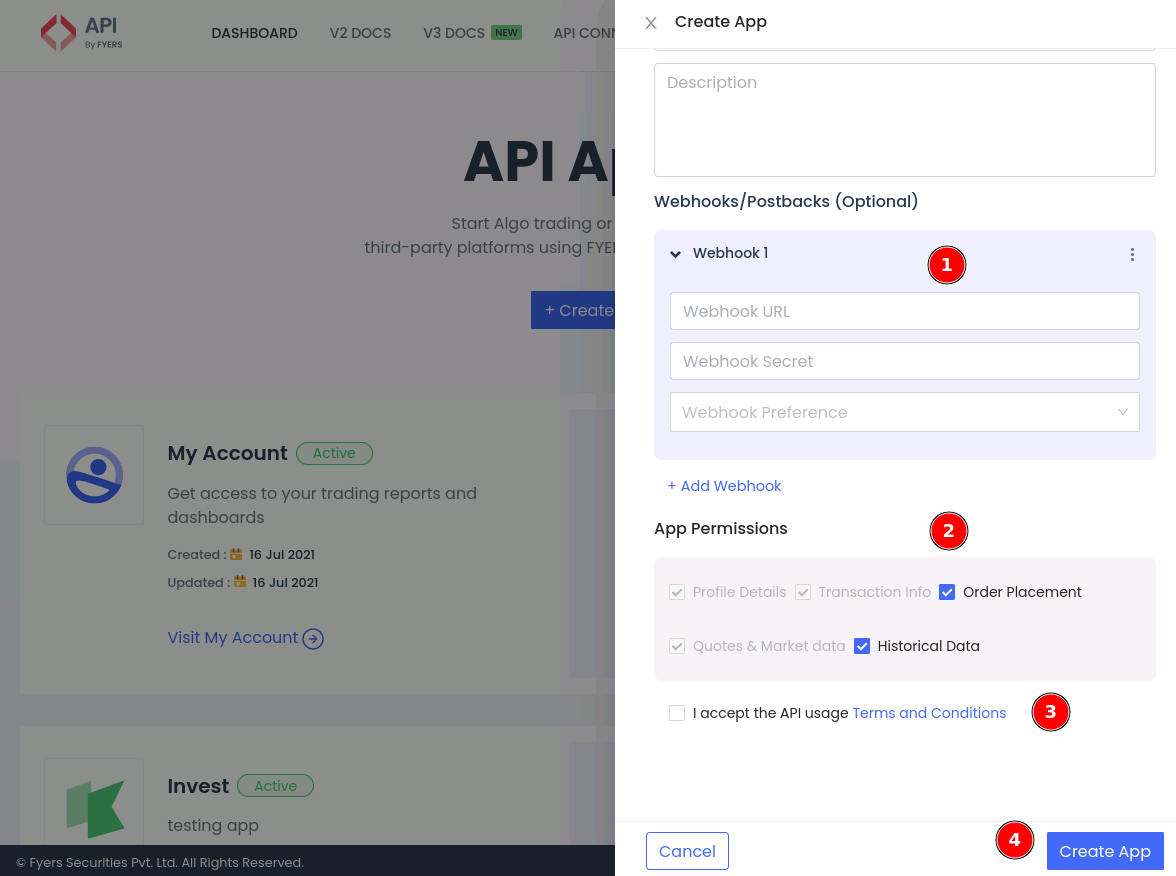 API
By FYERS
DASHBOARD
V2 DOCS
V3 DOCS NEW
API CONN
API Ap
Start Algo trading or
third-party platforms using FYE
+ Create
My Account Active
Get access to your trading reports and
dashboards
Created : 16 Jul 2021
Updated : 16 Jul 2021
Visit My Account
Invest Active
testing app
© Fyers Securities Pvt. Ltd. All Rights Reserved.
Create App
Description
Webhooks/Postbacks (Optional)
Webhook 1
1
Webhook URL
Webhook Secret
Webhook Preference
+ Add Webhook
App Permissions
2
Profile Details Transaction Info Order Placement
Quotes & Market data Historical Data
I accept the API usage Terms and Conditions
3
Cancel
4
Create App